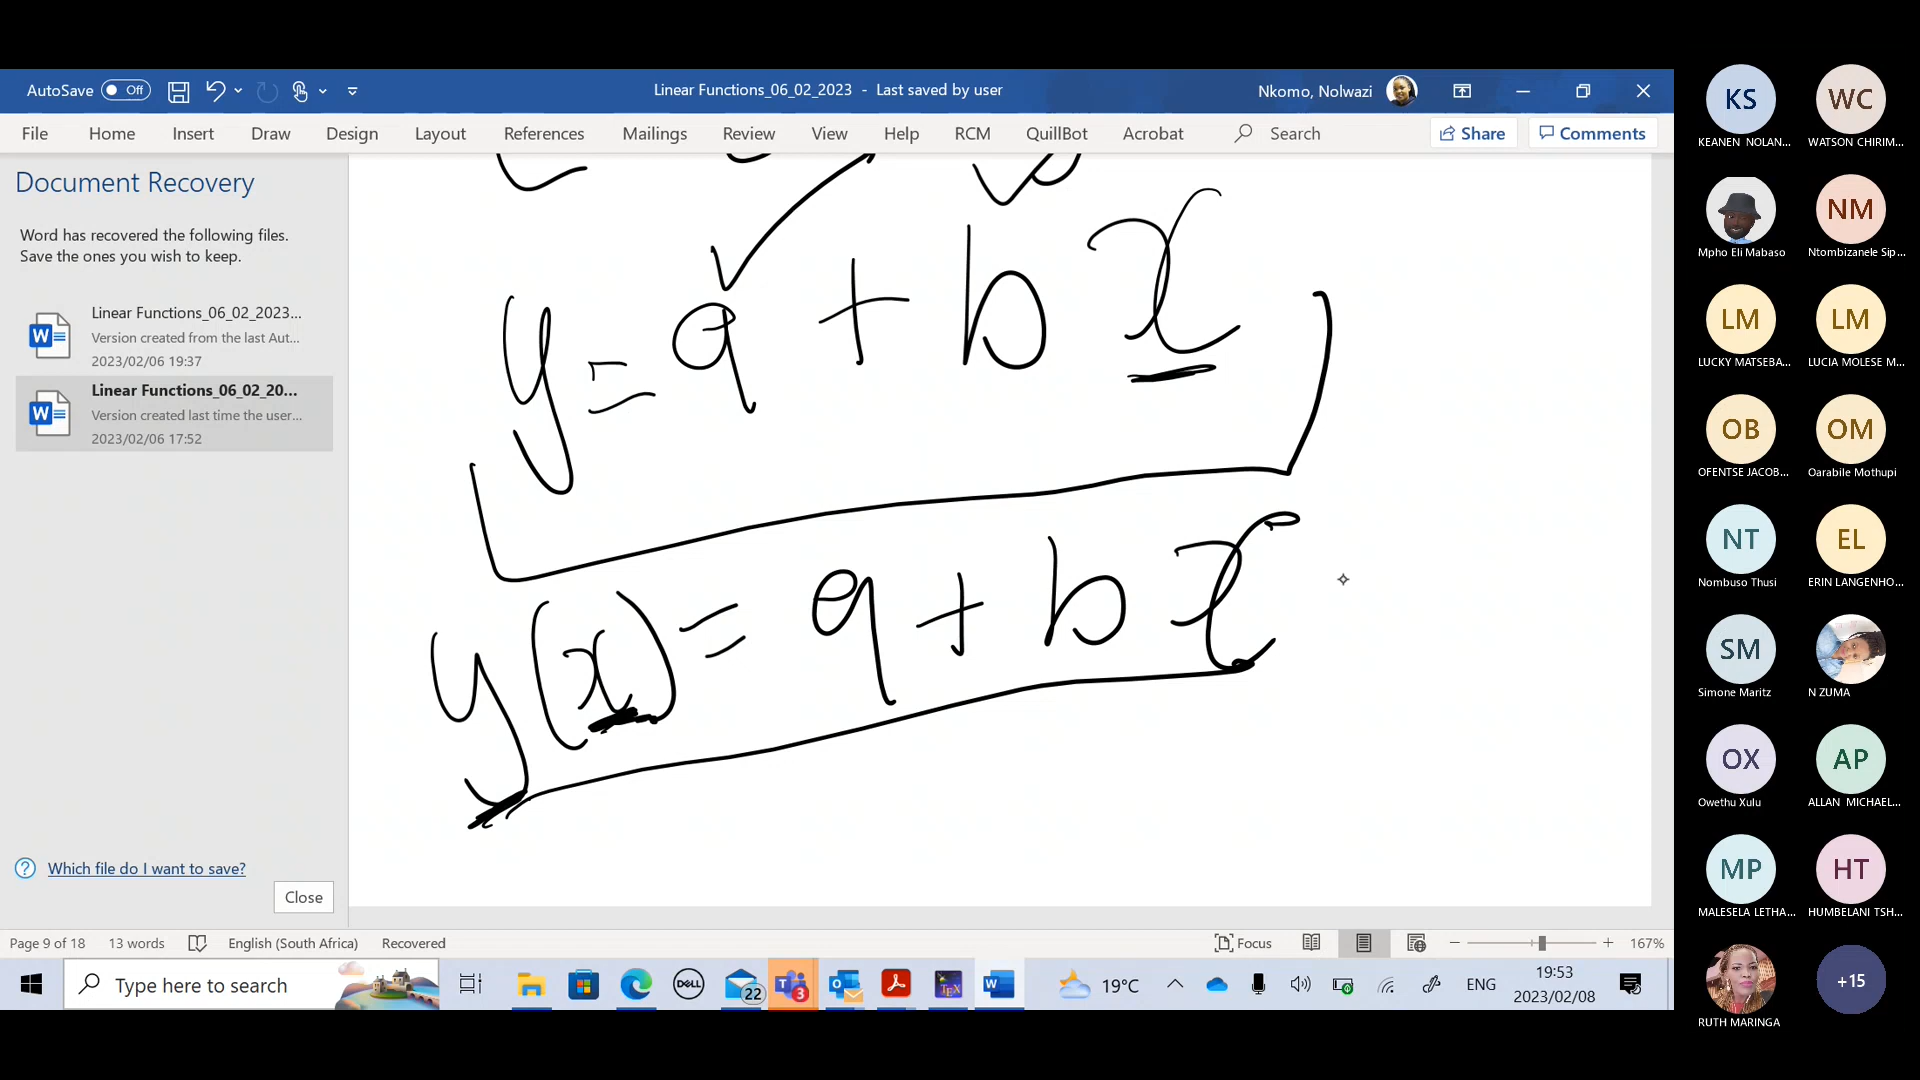 AutoSave Off
Linear Functions_06_02_2023 - Last saved by user
Nkomo, Nolwazi
File Home Insert Draw Design Layout References Mailings Review View Help RCM QuillBot Acrobat Search Share Comments
Document Recovery
Word has recovered the following files.
Save the ones you wish to keep.
Linear Functions_06_02_2023...
Version created from the last Aut...
2023/02/06 19:37
Linear Functions_06_02_20...
Version created last time the user...
2023/02/06 17:52
Which file do I want to save?
Close
y = a + b x
y(x) = a + b x
Page 9 of 18 13 words English (South Africa) Recovered Focus 167%
Type here to search
22
3
19°C
ENG
19:53
2023/02/08
KS WC
KEANEN NOLAN... WATSON CHIRIM...
NM
Mpho Eli Mabaso Ntombizanele Sip...
LM LM
LUCKY MATSEBA... LUCIA MOLESE M...
OB OM
OFENTSE JACOB... Oarabile Mothupi
NT EL
Nombuso Thusi ERIN LANGENHO...
SM
Simone Maritz N ZUMA
OX AP
Owethu Xulu ALLAN MICHAEL...
MP HT
MALESELA LETHA... HUMBELANI TSH...
+15
RUTH MARINGA